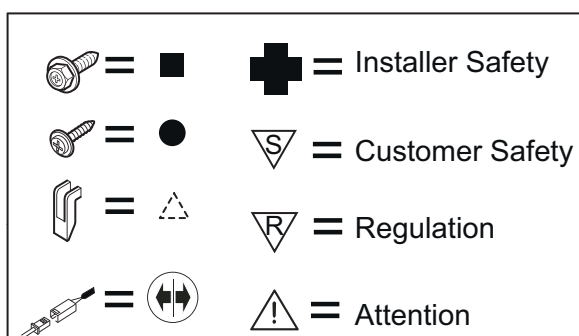 = = Installer Safety
= S = Customer Safety
= R = Regulation
= ! = Attention